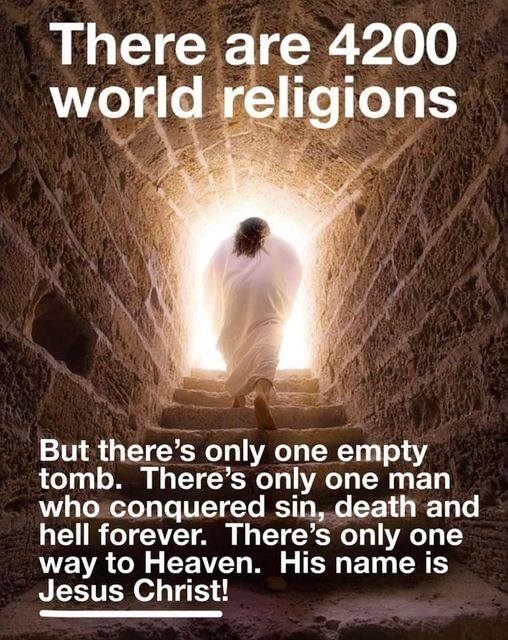 There are 4200
world religions
But there's only one empty
tomb.  There's only one man
who conquered sin, death and
hell forever.  There's only one
way to Heaven.  His name is
Jesus Christ!